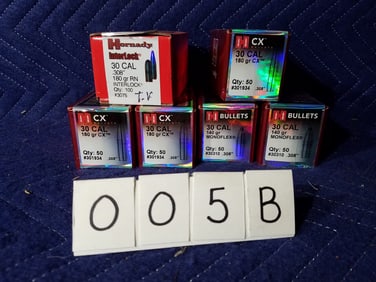 Hornady
InterLock
30 CAL
.308"
180 gr RN
INTERLOCK
Qty: 100
#3075
T.V
H CX
30 CAL
180 gr CX
Qty: 50
#301934 .308"
H CX
30 CAL
180 gr CX
Qty: 50
#301934 .308"
H CX
30 CAL
180 gr CX
Qty: 50
#301934 .308"
H BULLETS
30 CAL
140 gr
MONOFLEX
Qty: 50
#30310 .308"
H BULLETS
30 CAL
140 gr
MONOFLEX
Qty: 50
#30310 .308"
0 0 5 B